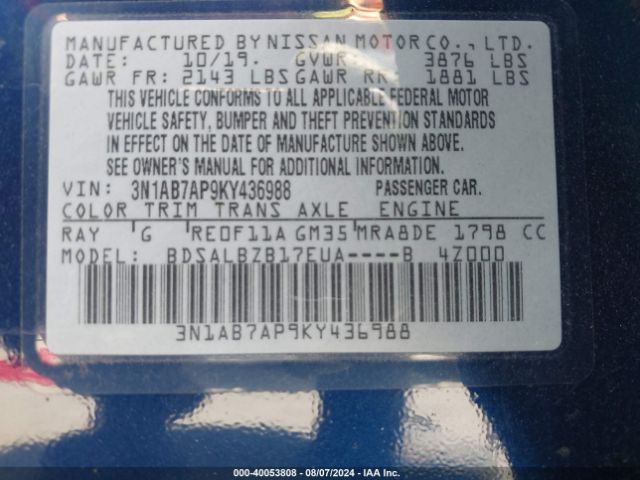 MANUFACTURED BY NISSAN MOTOR CO., LTD.
DATE: 10/19. GVWR 3876 LBS
GAWR FR: 2143 LBS GAWR RR 1881 LBS
THIS VEHICLE CONFORMS TO ALL APPLICABLE FEDERAL MOTOR
VEHICLE SAFETY, BUMPER AND THEFT PREVENTION STANDARDS
IN EFFECT ON THE DATE OF MANUFACTURE SHOWN ABOVE.
SEE OWNER'S MANUAL FOR ADDITIONAL INFORMATION.
VIN: 3N1AB7AP9KY436988 PASSENGER CAR.
COLOR TRIM TRANS AXLE ENGINE
RAY G RE0F11A GM35 MRA8DE 1798 CC
MODEL: BDSALBZB17EUA----B 4Z000
3N1AB7AP9KY436988
000-40053808 - 08/07/2024 - IAA Inc.